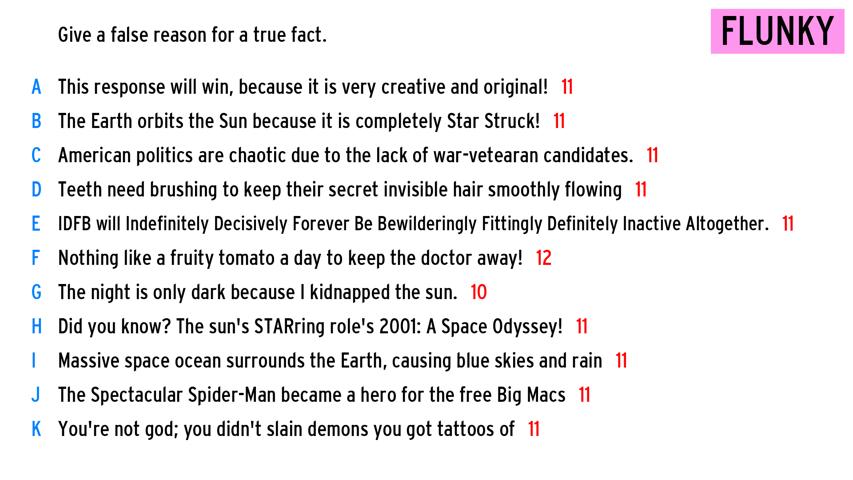 Give a false reason for a true fact.
FLUNKY
A This response will win, because it is very creative and original! 11
B The Earth orbits the Sun because it is completely Star Struck! 11
C American politics are chaotic due to the lack of war-vetearan candidates. 11
D Teeth need brushing to keep their secret invisible hair smoothly flowing 11
E IDFB will Indefinitely Decisively Forever Be Bewilderingly Fittingly Definitely Inactive Altogether. 11
F Nothing like a fruity tomato a day to keep the doctor away! 12
G The night is only dark because I kidnapped the sun. 10
H Did you know? The sun's STARring role's 2001: A Space Odyssey! 11
I Massive space ocean surrounds the Earth, causing blue skies and rain 11
J The Spectacular Spider-Man became a hero for the free Big Macs 11
K You're not god; you didn't slain demons you got tattoos of 11